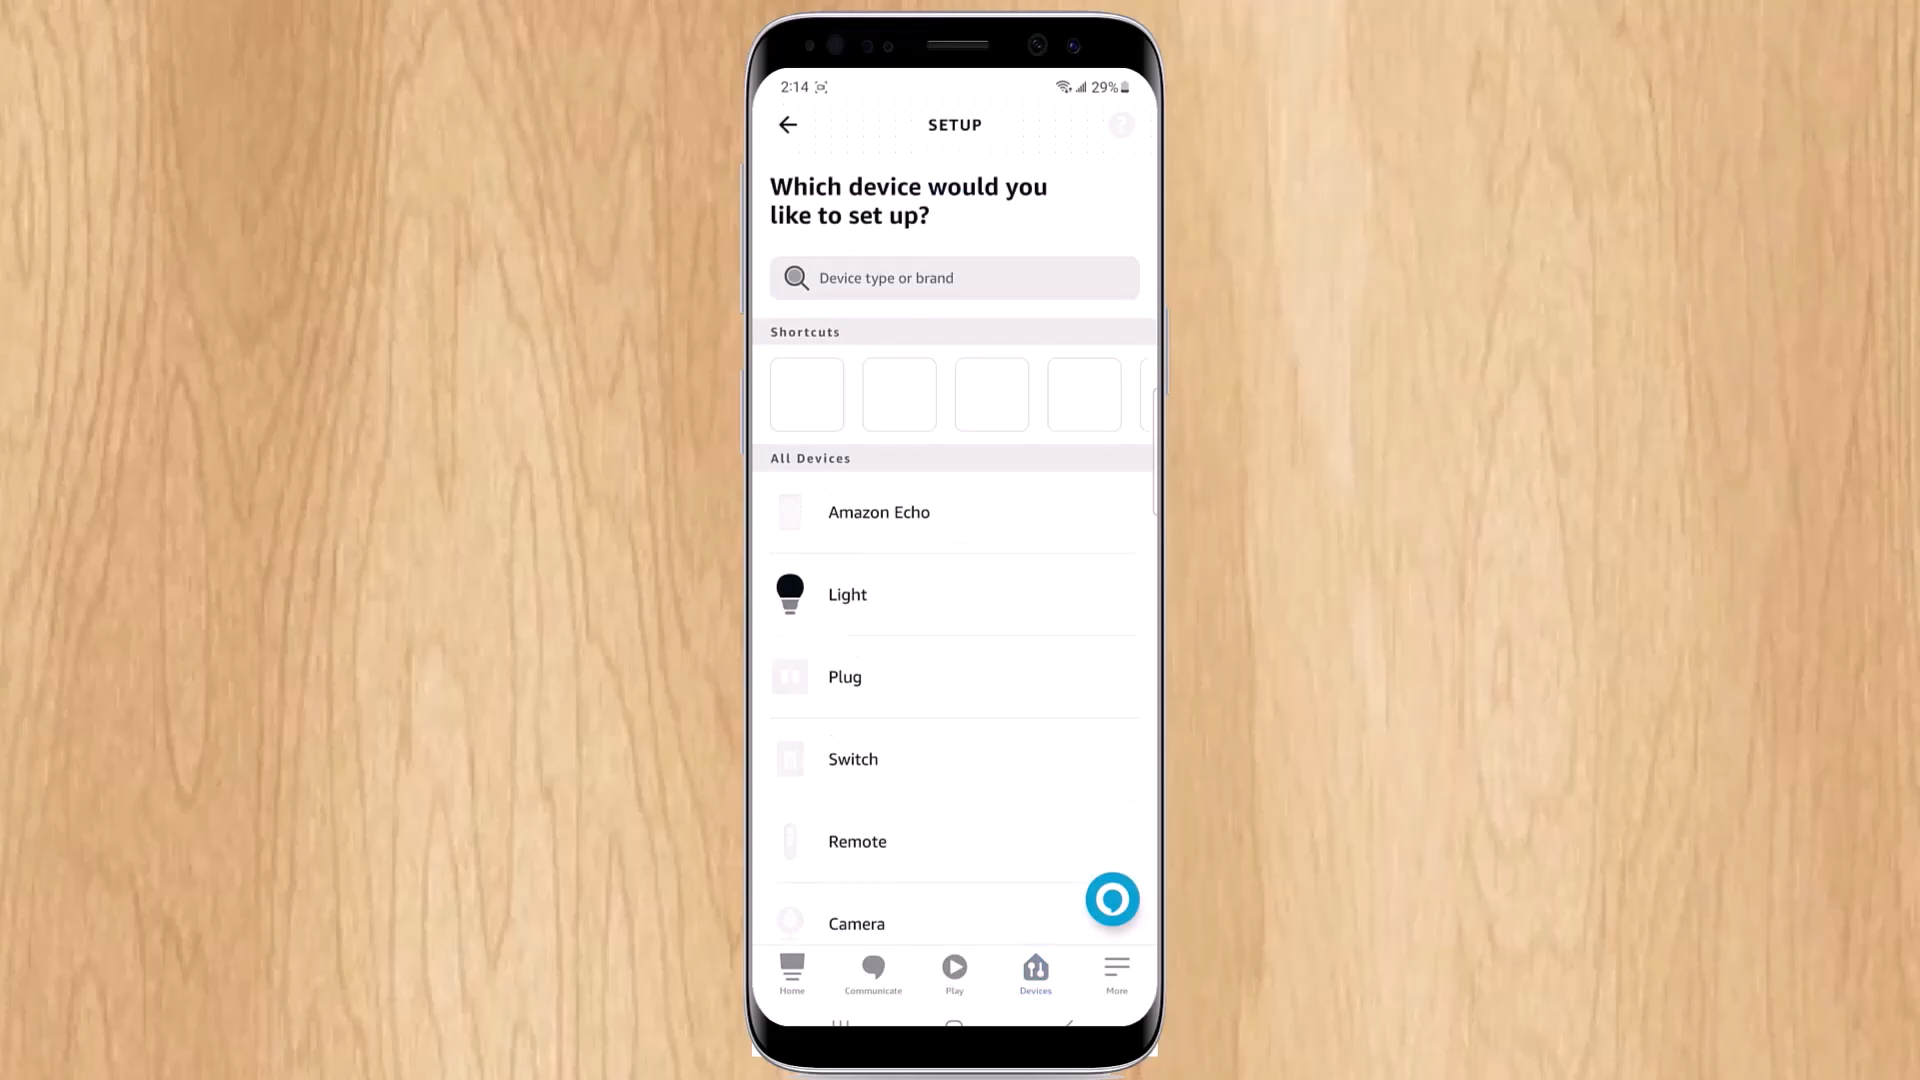 2:14
29%
SETUP
?
Which device would you
like to set up?
Device type or brand
Shortcuts
All Devices
Amazon Echo
Light
Plug
Switch
Remote
Camera
Home
Communicate
Play
Devices
More